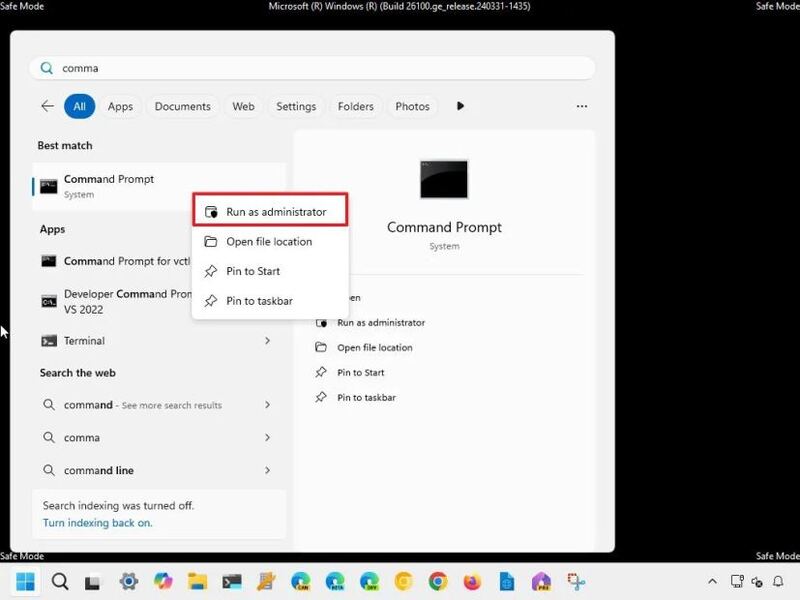 Safe Mode
Microsoft (R) Windows (R) (Build 26100.ge_release.240331-1435)
Safe Mode
comma
All
Apps
Documents
Web
Settings
Folders
Photos
Best match
Command Prompt
System
Run as administrator
Open file location
Pin to Start
Pin to taskbar
Apps
Command Prompt for vctl
Developer Command Prom
VS 2022
Terminal
Search the web
command - See more search results
comma
command line
Search indexing was turned off.
Turn indexing back on.
Command Prompt
System
Run as administrator
Open file location
Pin to Start
Pin to taskbar
Safe Mode
Safe Mode
CAN
BETA
DEV
PRE